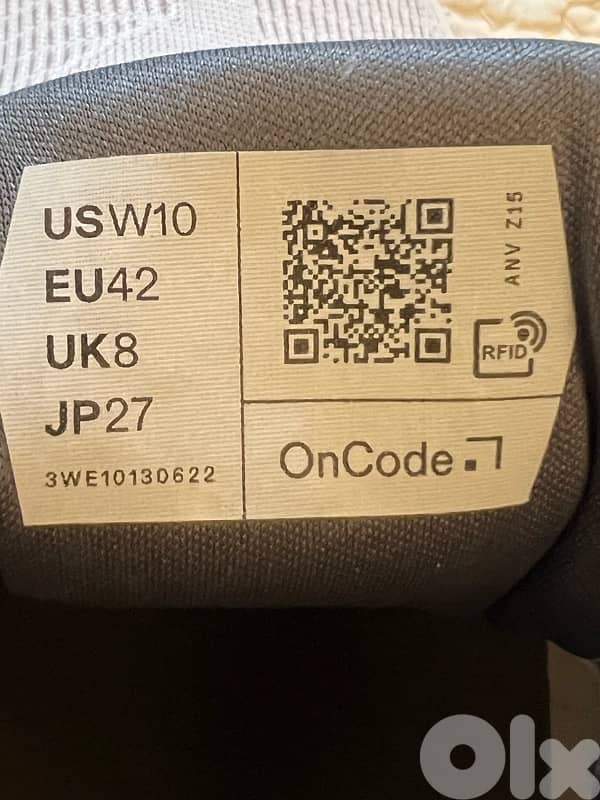 USW10
EU42
UK8
JP27
3WE10130622
ANV Z15
RFID
OnCode
Olx